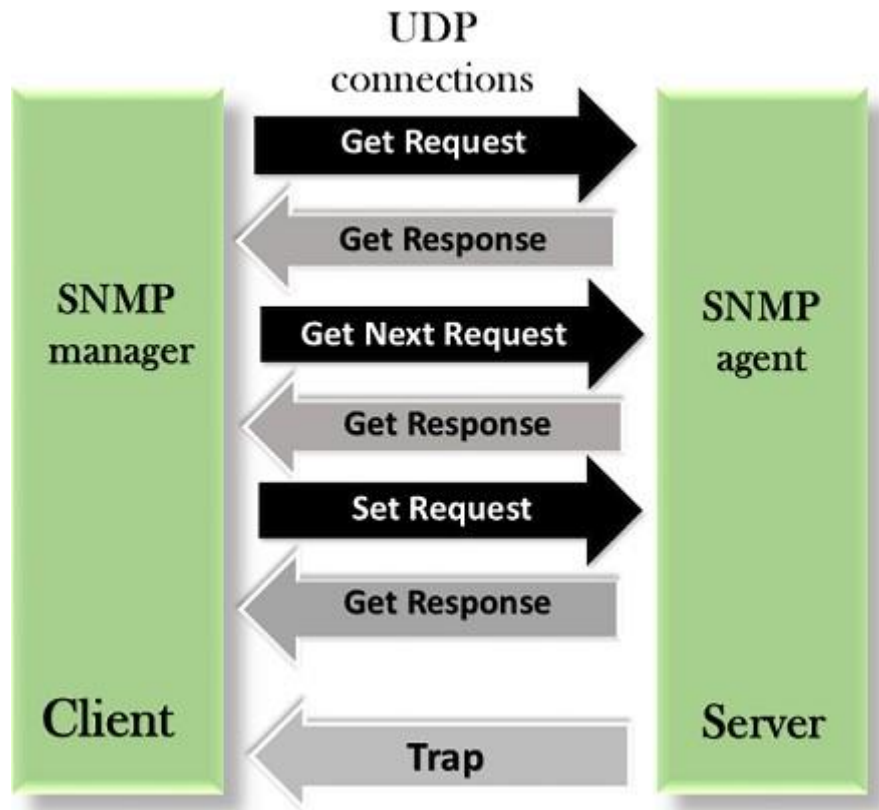 UDP
connections
Get Request
Get Response
SNMP
manager
Get Next Request
SNMP
agent
Get Response
Set Request
Get Response
Client
Trap
Server